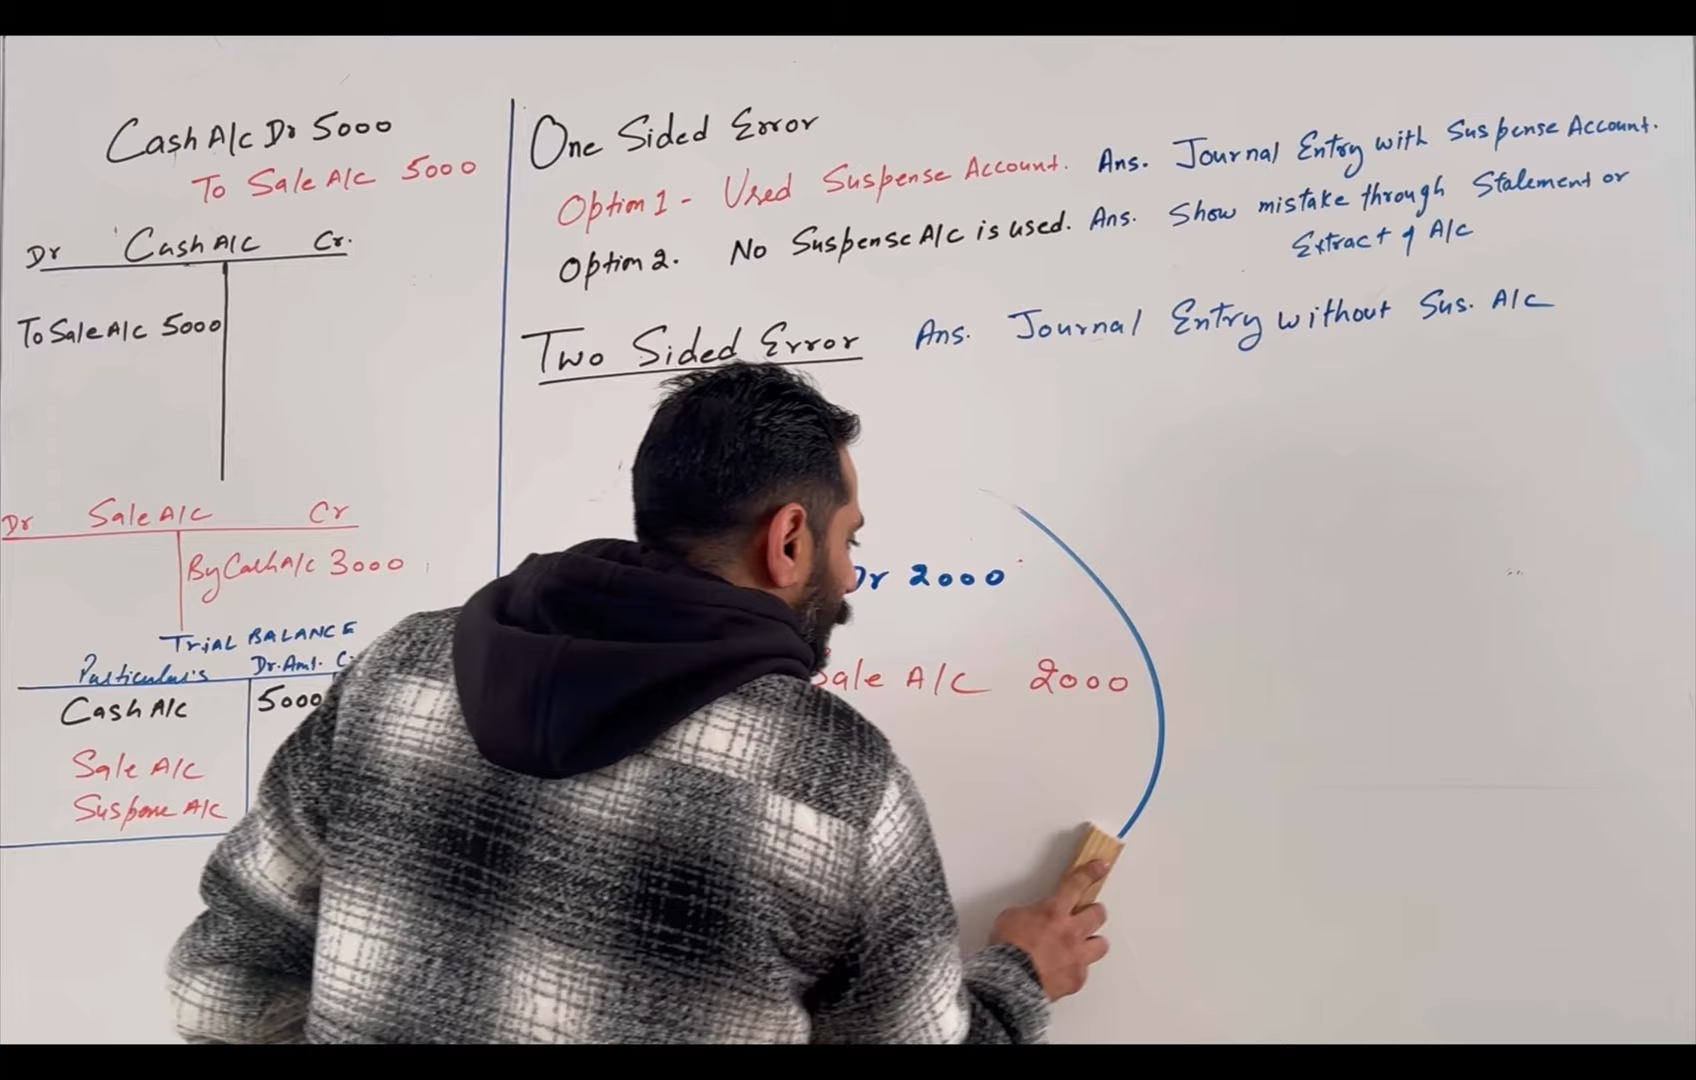 Cash A/c Dr 5000
To Sale A/c 5000
Dr Cash A/c Cr.
To Sale A/c 5000
Dr Sale A/c Cr
By Cash A/c 3000
TRIAL BALANCE
Particulars Dr. Amt.
Cash A/c 5000
Sale A/c
Suspense A/c
One Sided Error
Option 1 - Used Suspense Account. Ans. Journal Entry with Suspense Account.
Option 2. No Suspense A/c is used. Ans. Show mistake through Statement or
Extract of A/c
Two Sided Error Ans. Journal Entry without Sus. A/c
Dr 2000
Sale A/c 2000